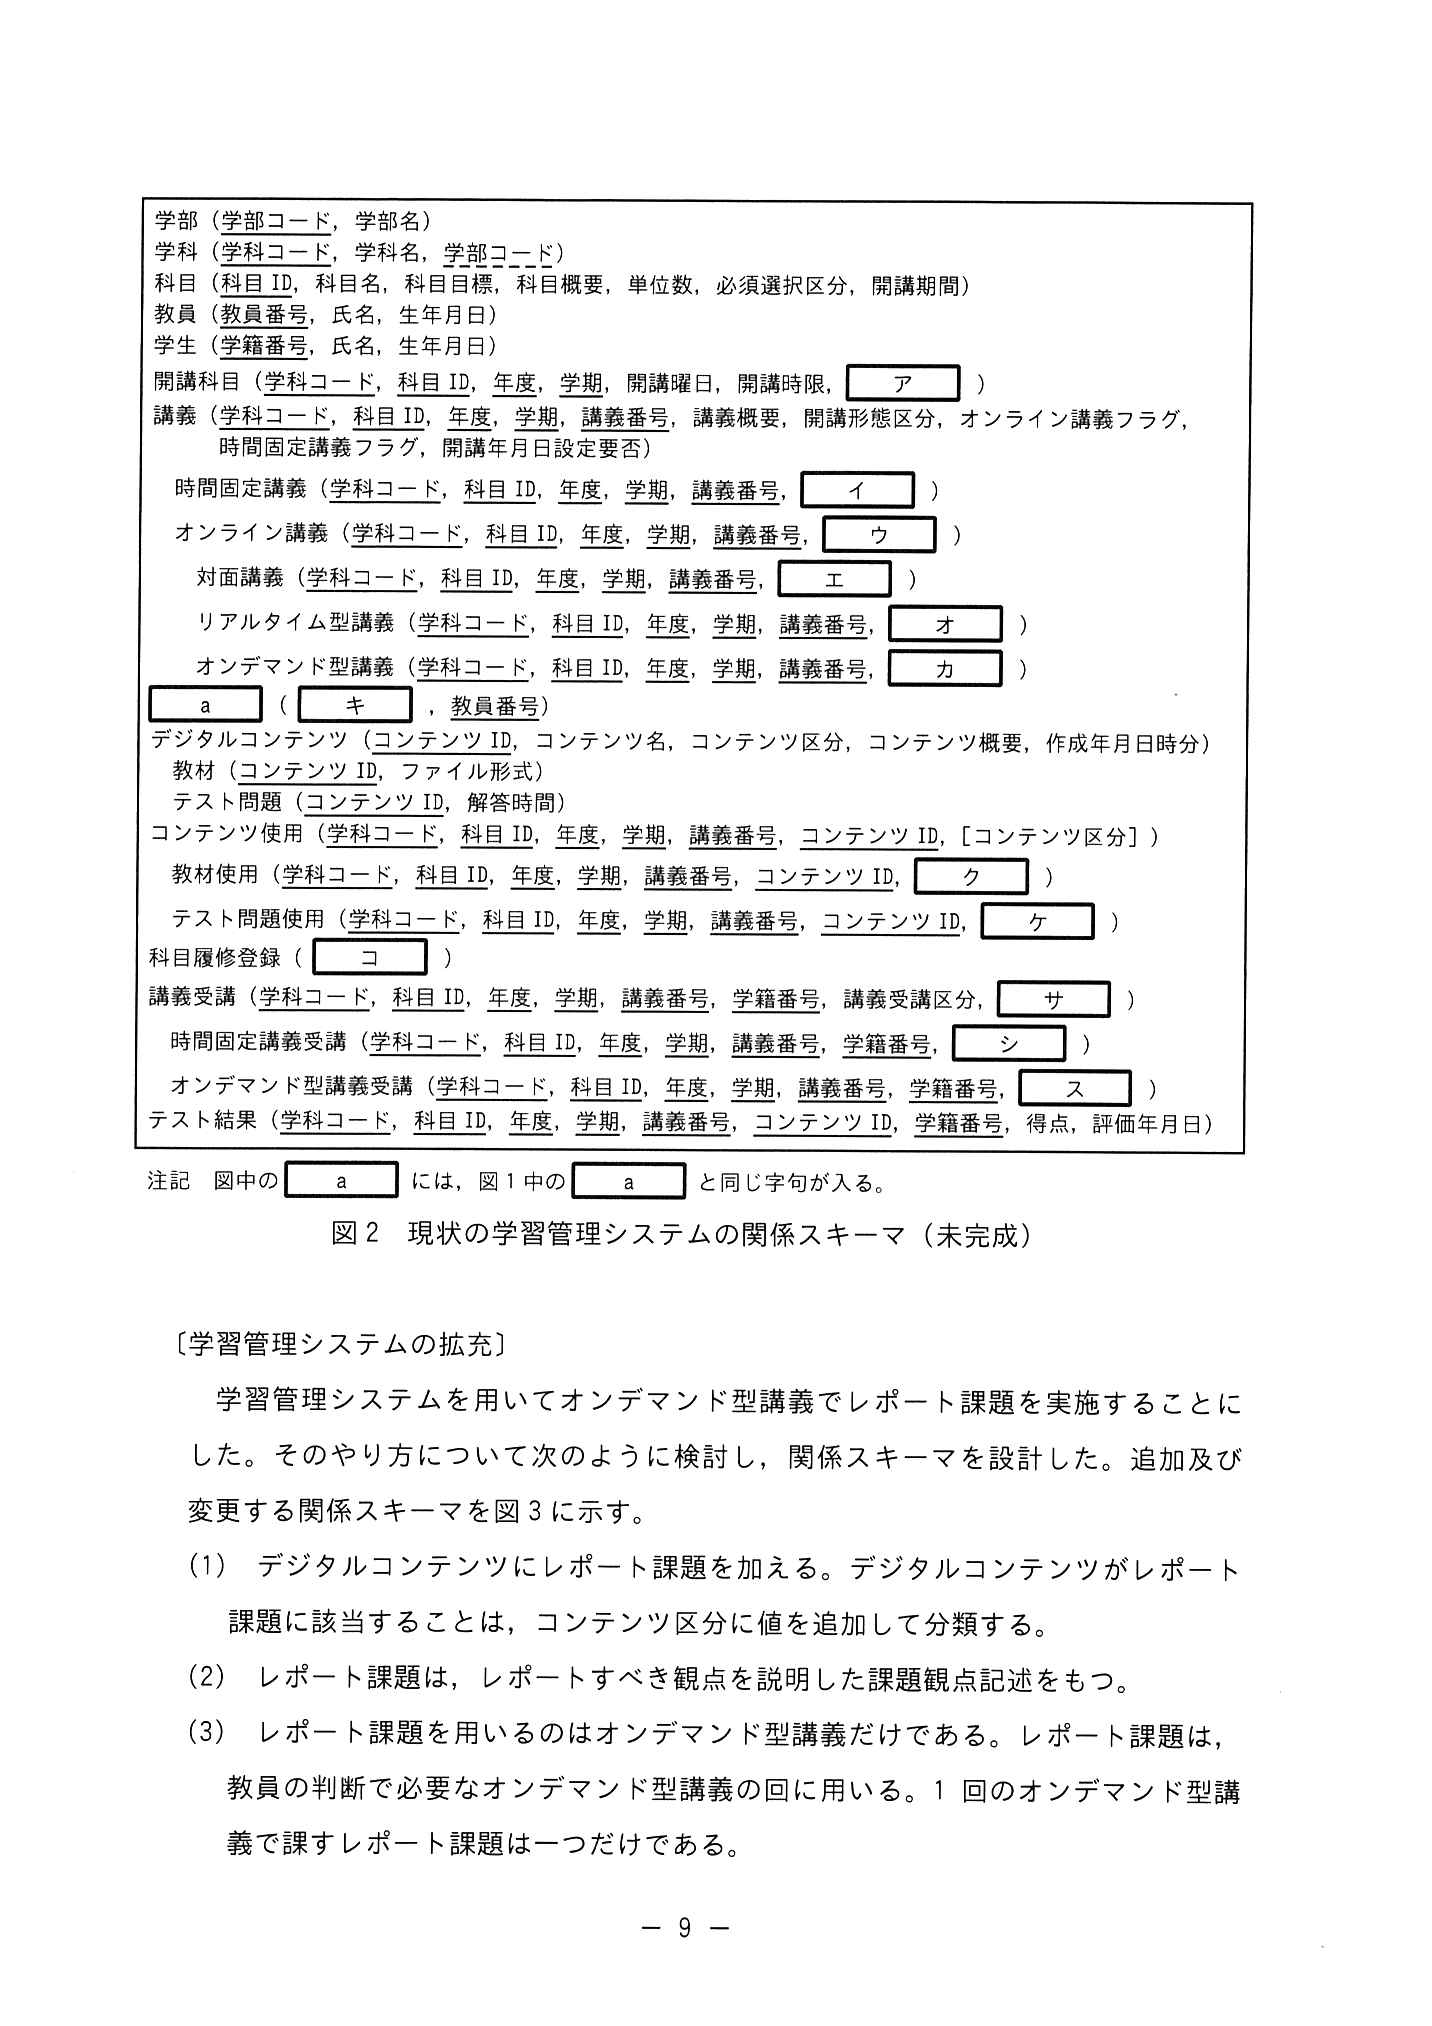 学部（学部コード，学部名）
学科（学科コード，学科名，学部コード）
科目（科目 ID，科目名，科目目標，科目概要，単位数，必須選択区分，開講期間）
教員（教員番号，氏名，生年月日）
学生（学籍番号，氏名，生年月日）
開講科目（学科コード，科目 ID，年度，学期，開講曜日，開講時限，ア）
講義（学科コード，科目 ID，年度，学期，講義番号，講義概要，開講形態区分，オンライン講義フラグ，
時間固定講義フラグ，開講年月日設定要否）
時間固定講義（学科コード，科目 ID，年度，学期，講義番号，イ）
オンライン講義（学科コード，科目 ID，年度，学期，講義番号，ウ）
対面講義（学科コード，科目 ID，年度，学期，講義番号，エ）
リアルタイム型講義（学科コード，科目 ID，年度，学期，講義番号，オ）
オンデマンド型講義（学科コード，科目 ID，年度，学期，講義番号，カ）
a（キ，教員番号）
デジタルコンテンツ（コンテンツ ID，コンテンツ名，コンテンツ区分，コンテンツ概要，作成年月日時分）
教材（コンテンツ ID，ファイル形式）
テスト問題（コンテンツ ID，解答時間）
コンテンツ使用（学科コード，科目 ID，年度，学期，講義番号，コンテンツ ID，［コンテンツ区分］）
教材使用（学科コード，科目 ID，年度，学期，講義番号，コンテンツ ID，ク）
テスト問題使用（学科コード，科目 ID，年度，学期，講義番号，コンテンツ ID，ケ）
科目履修登録（コ）
講義受講（学科コード，科目 ID，年度，学期，講義番号，学籍番号，講義受講区分，サ）
時間固定講義受講（学科コード，科目 ID，年度，学期，講義番号，学籍番号，シ）
オンデマンド型講義受講（学科コード，科目 ID，年度，学期，講義番号，学籍番号，ス）
テスト結果（学科コード，科目 ID，年度，学期，講義番号，コンテンツ ID，学籍番号，得点，評価年月日）
注記　図中の a には，図 1 中の a と同じ字句が入る。
図 2　現状の学習管理システムの関係スキーマ（未完成）
〔学習管理システムの拡充〕
学習管理システムを用いてオンデマンド型講義でレポート課題を実施することに
した。そのやり方について次のように検討し，関係スキーマを設計した。追加及び
変更する関係スキーマを図 3 に示す。
(1)　デジタルコンテンツにレポート課題を加える。デジタルコンテンツがレポート
課題に該当することは，コンテンツ区分に値を追加して分類する。
(2)　レポート課題は，レポートすべき観点を説明した課題観点記述をもつ。
(3)　レポート課題を用いるのはオンデマンド型講義だけである。レポート課題は，
教員の判断で必要なオンデマンド型講義の回に用いる。1 回のオンデマンド型講
義で課すレポート課題は一つだけである。
－ 9 －